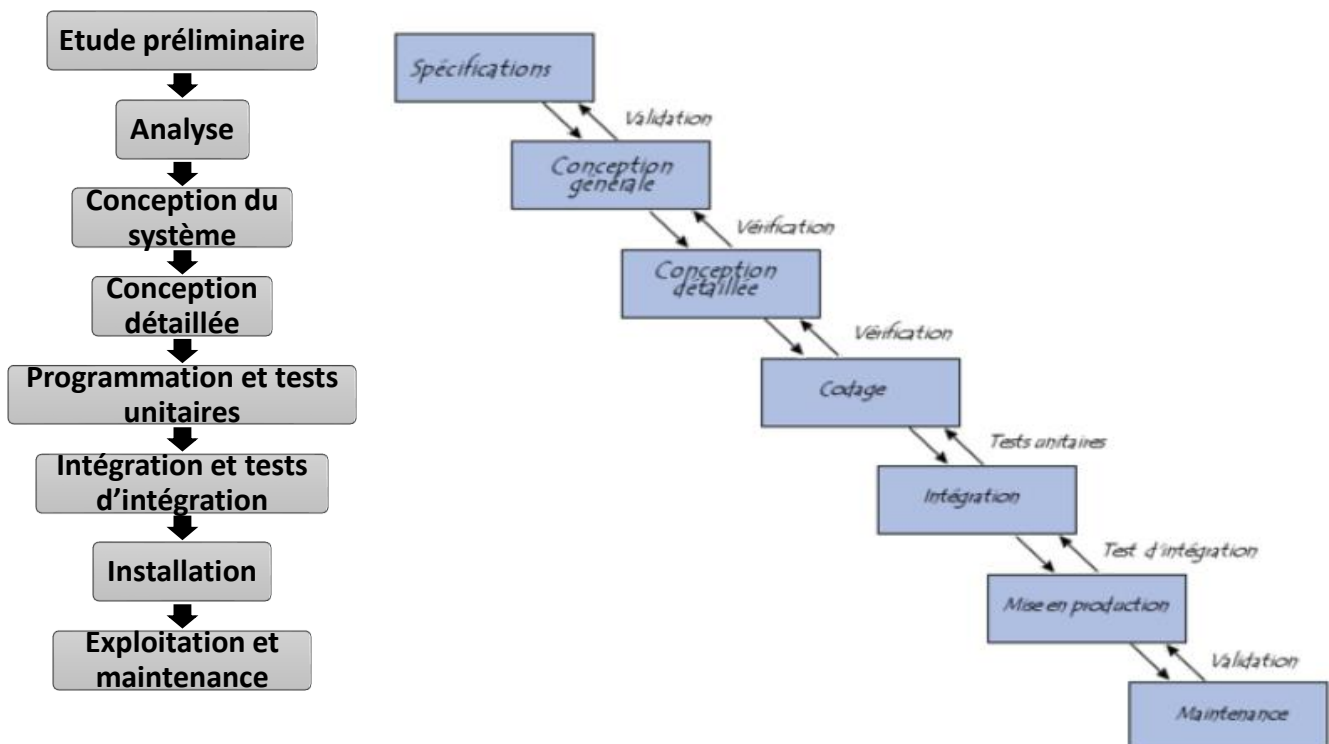 Etude préliminaire
Analyse
Conception du
système
Conception
détaillée
Programmation et tests
unitaires
Intégration et tests
d'intégration
Installation
Exploitation et
maintenance
Spécifications
Validation
Conception
générale
Vérification
Conception
détaillée
Vérification
Codage
Tests unitaires
Intégration
Test d'intégration
Mise en production
Validation
Maintenance